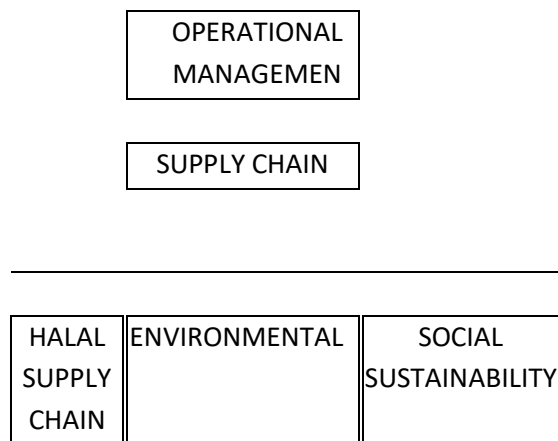 OPERATIONAL
MANAGEMEN
SUPPLY CHAIN
HALAL
SUPPLY
CHAIN
ENVIRONMENTAL
SOCIAL
SUSTAINABILITY